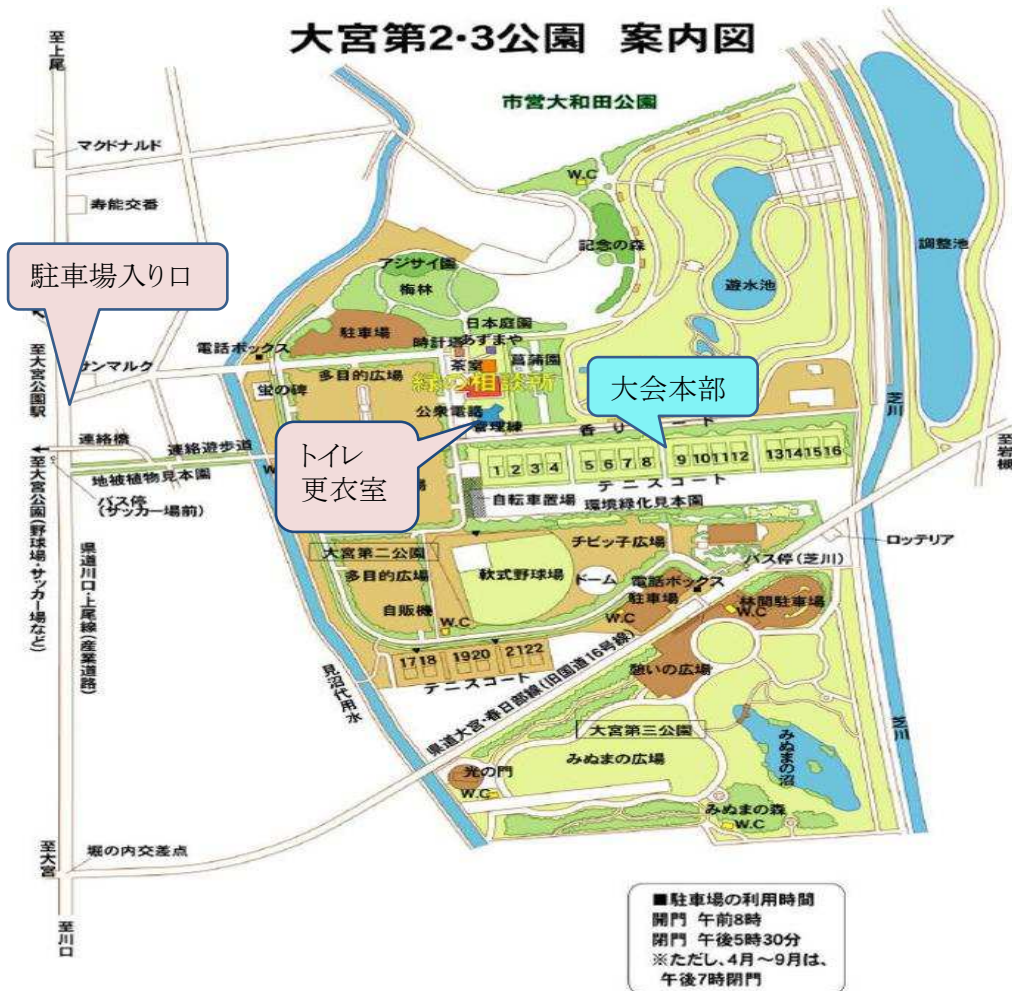 大宮第2・3公園 案内図
至上尾
市営大和田公園
マクドナルド
W.C
寿能交番
記念の森
調整池
駐車場入り口
アジサイ園
梅林
遊水池
日本庭園
駐車場
時計塔
あずまや
電話ボックス
サンマルク
茶室
菖蒲園
多目的広場
緑の相談所
蛍の碑
大会本部
至大宮公園駅
公衆電話
管理棟
芝川
連絡橋
連絡遊歩道
トイレ
更衣室
1 2 3 4
5 6 7 8
9 10 11 12
13 14 15 16
至岩槻
地被植物見本園
テニスコート
バス停
(サッカー場前)
自転車置場
環境緑化見本園
至大宮公園(野球場・サッカー場など)
県道川口・上尾線(産業道路)
チビッ子広場
ロッテリア
大宮第二公園
バス停(芝川)
多目的広場
軟式野球場
ドーム
電話ボックス
駐車場
林間駐車場
W.C
自販機
W.C
W.C
17 18
19 20
21 22
テニスコート
憩いの広場
見沼代用水
県道大宮・春日部線(旧国道16号線)
大宮第三公園
みぬまの広場
みぬまの沼
芝川
光の門
W.C
みぬまの森
W.C
堀の内交差点
至大宮
至川口
■駐車場の利用時間
開門 午前8時
閉門 午後5時30分
※ただし、4月~9月は、
午後7時閉門